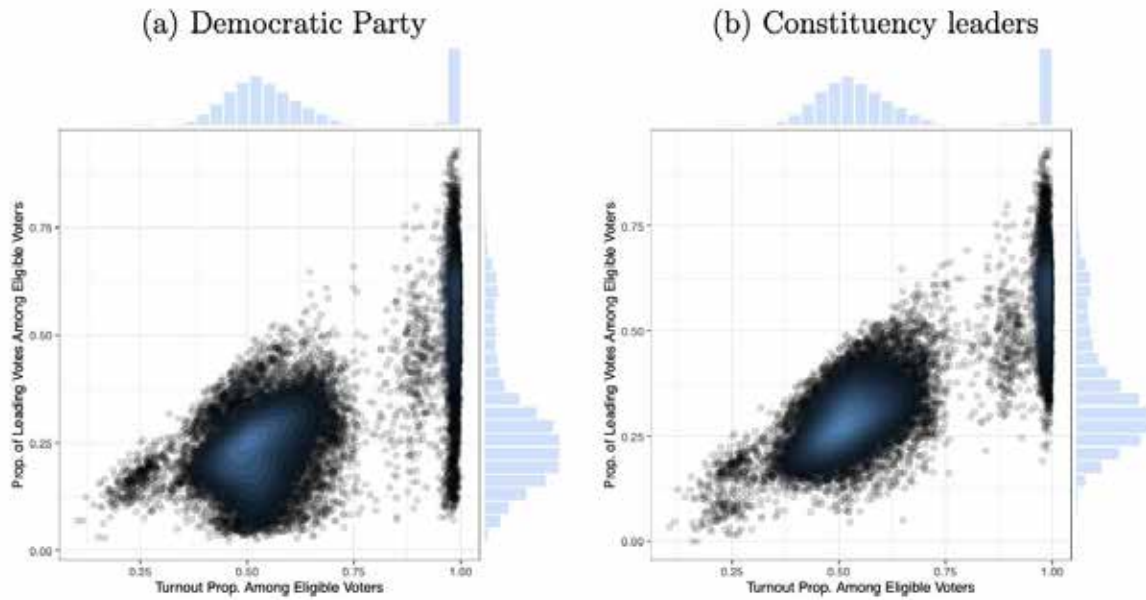 (a) Democratic Party
(b) Constituency leaders
Prop. of Leading Votes Among Eligible Voters
0.75
0.50
0.25
0.00
0.25
0.50
0.75
1.00
Turnout Prop. Among Eligible Voters
Prop. of Leading Votes Among Eligible Voters
0.75
0.50
0.25
0.00
0.25
0.50
0.75
1.00
Turnout Prop. Among Eligible Voters